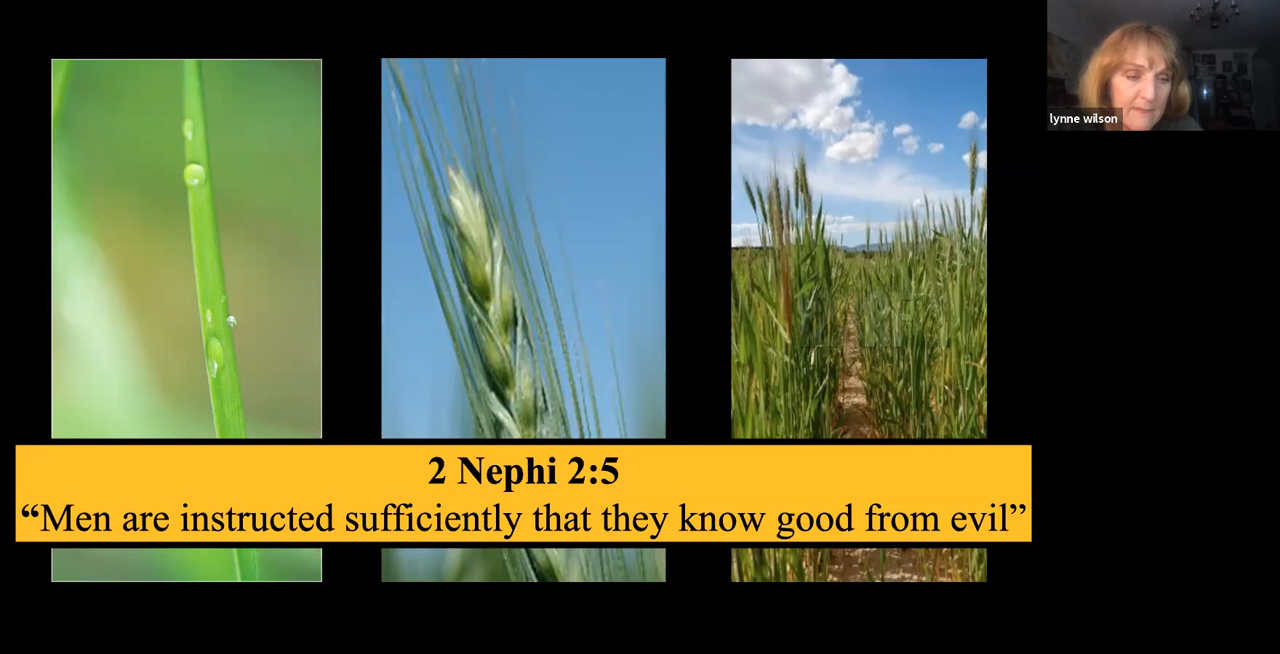 lynne wilson
2 Nephi 2:5
“Men are instructed sufficiently that they know good from evil”